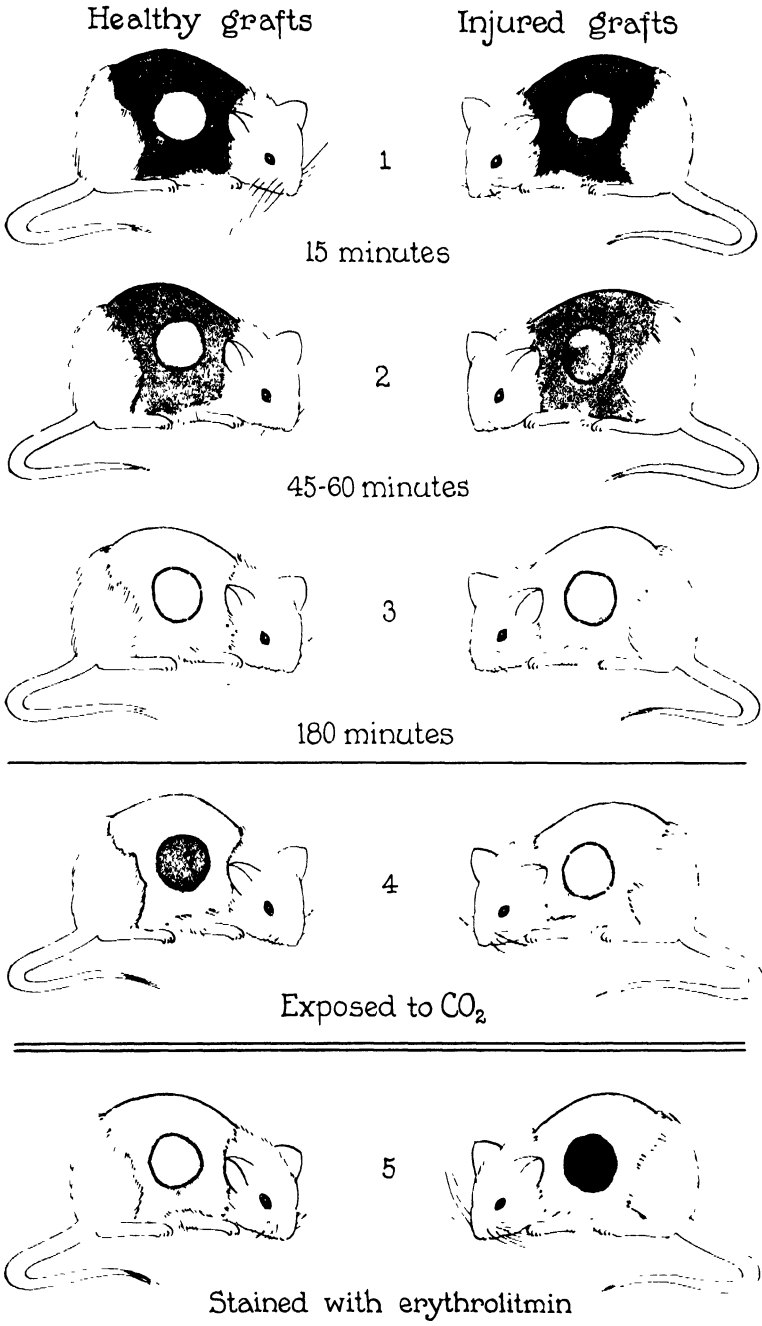 Healthy grafts
Injured grafts
1
15 minutes
2
45-60 minutes
3
180 minutes
4
Exposed to CO₂
5
Stained with erythrolitmin